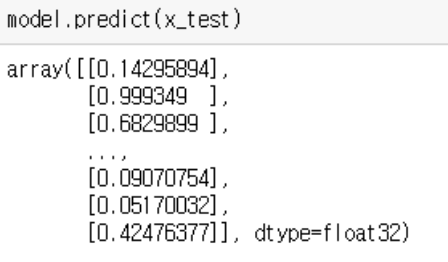 model.predict(x_test)
array([[0.14295894],
       [0.999349  ],
       [0.6829899 ],
       ...,
       [0.09070754],
       [0.05170032],
       [0.42476377]], dtype=float32)